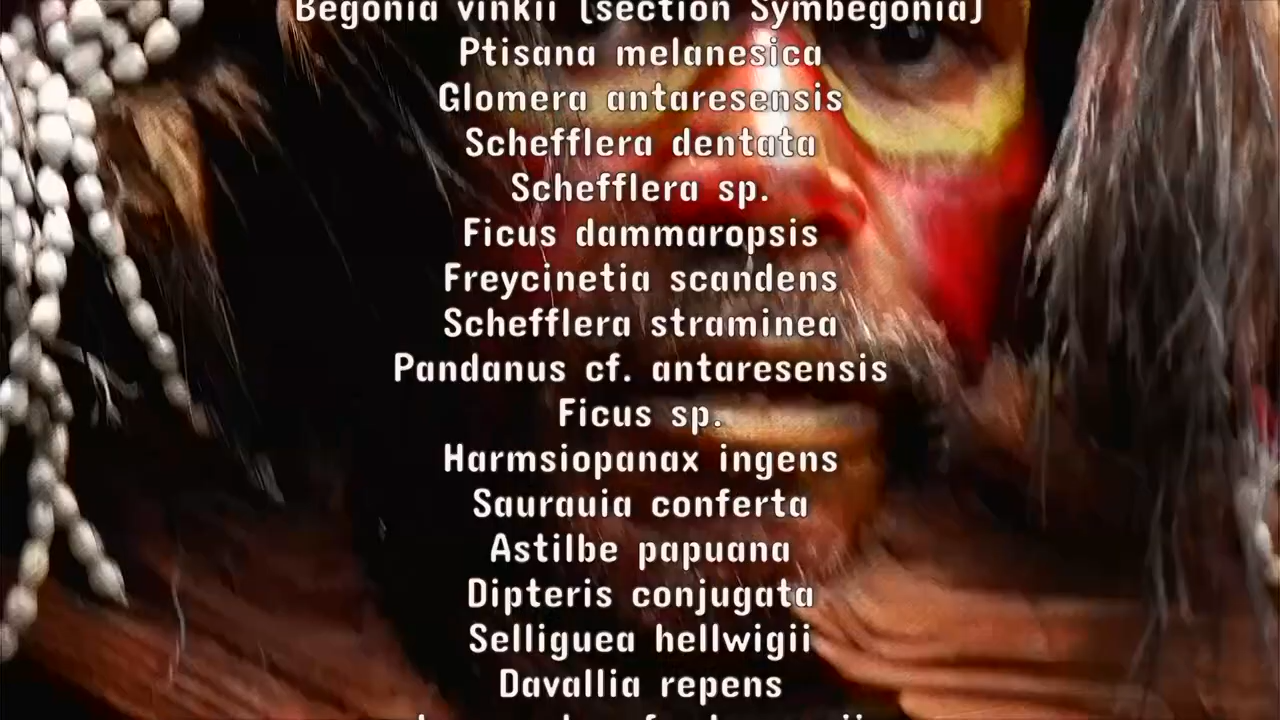 Begonia vinkii (section Symbegonia)
Ptisana melanesica
Glomera antaresensis
Schefflera dentata
Schefflera sp.
Ficus dammaropsis
Freycinetia scandens
Schefflera straminea
Pandanus cf. antaresensis
Ficus sp.
Harmsiopanax ingens
Saurauia conferta
Astilbe papuana
Dipteris conjugata
Selliguea hellwigii
Davallia repens